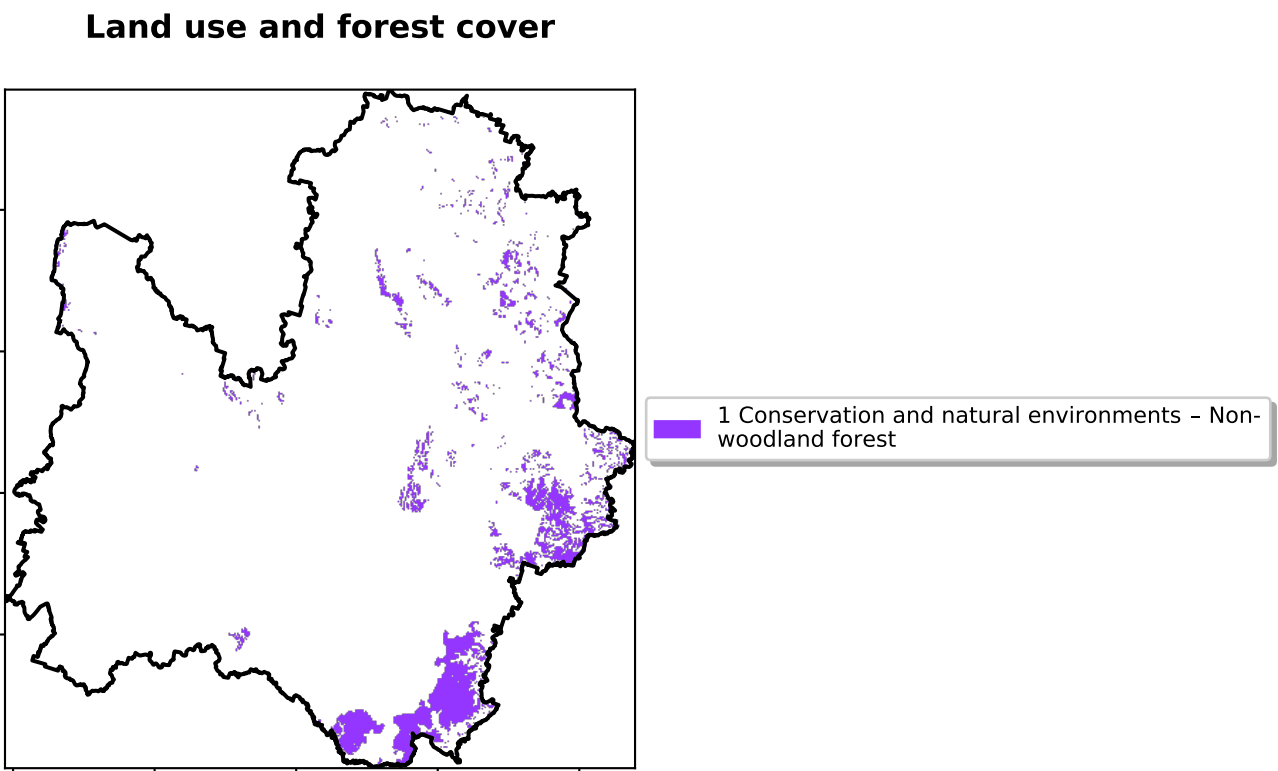 Land use and forest cover
1 Conservation and natural environments – Non-
woodland forest